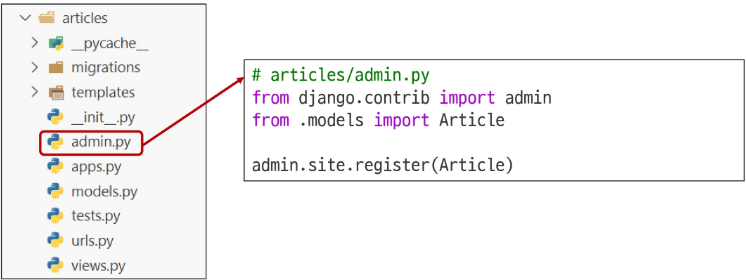 articles
__pycache__
migrations
templates
__init__.py
admin.py
apps.py
models.py
tests.py
urls.py
views.py
# articles/admin.py
from django.contrib import admin
from .models import Article
admin.site.register(Article)